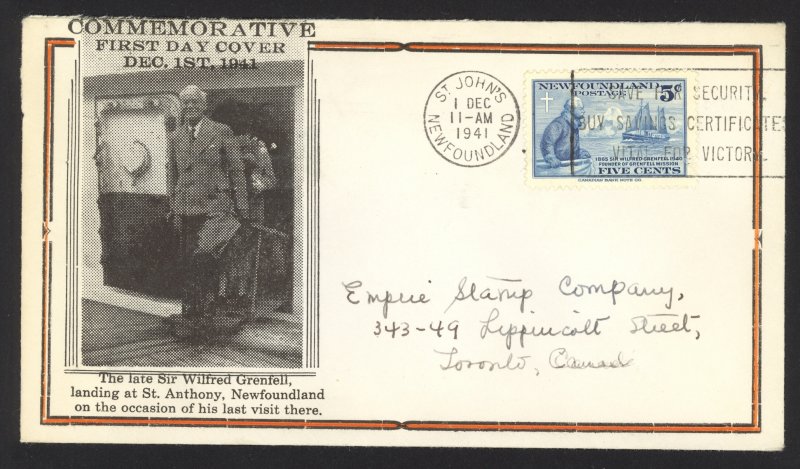 COMMEMORATIVE
FIRST DAY COVER
DEC. 1ST, 1941
ST. JOHN'S
1 DEC
11-AM
1941
NEWFOUNDLAND
NEWFOUNDLAND
POSTAGE 5¢
1865 SIR WILFRED GRENFELL 1940
FOUNDER OF GRENFELL MISSION
FIVE CENTS
CANADIAN BANK NOTE CO.
SAVE FOR SECURITY.
BUY SAVINGS CERTIFICATES
VITAL FOR VICTORY.
Empire Stamp Company,
343-49 Lippincott Street,
Toronto, Canada
The late Sir Wilfred Grenfell,
landing at St. Anthony, Newfoundland
on the occasion of his last visit there.